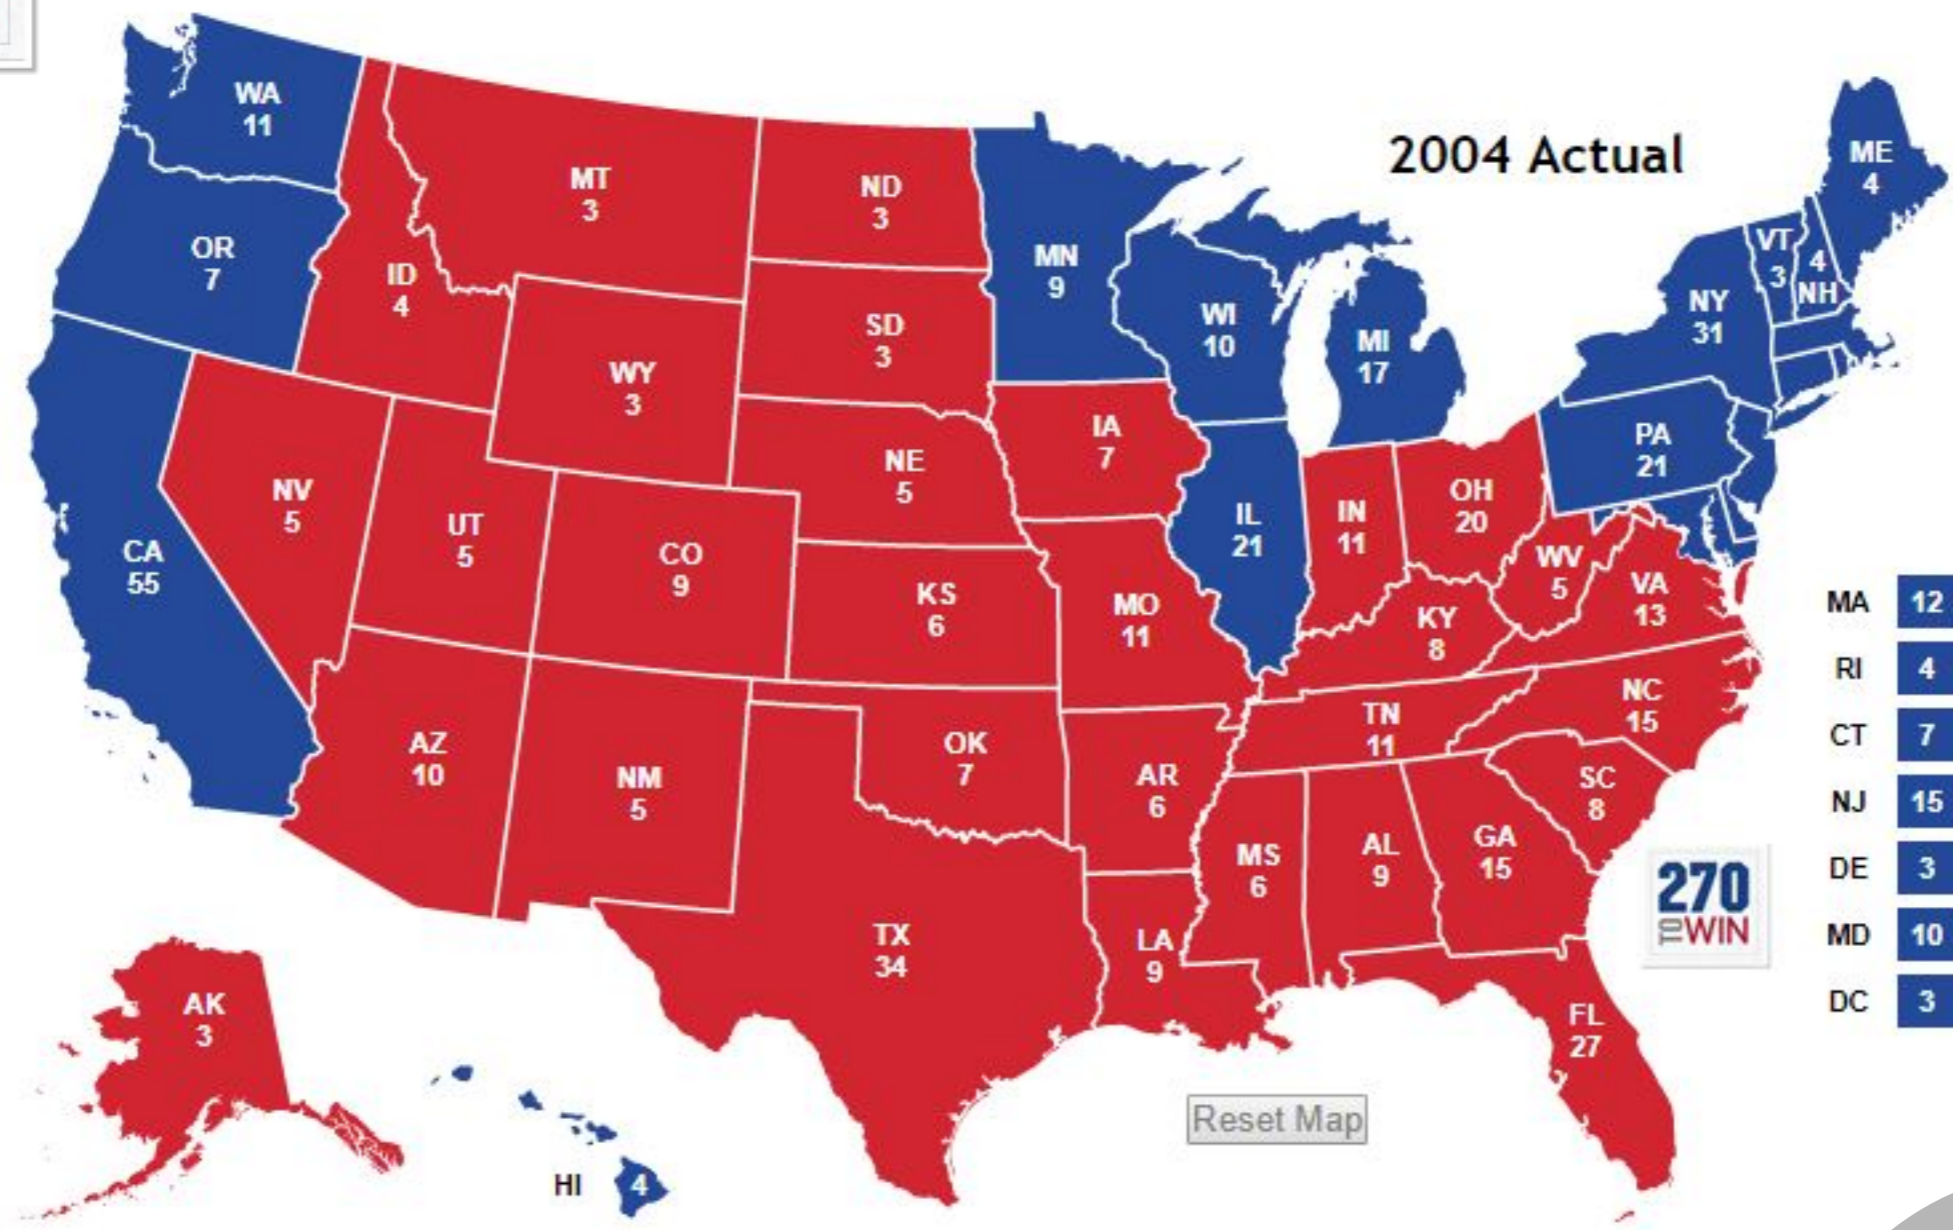 2004 Actual
WA
11
OR
7
CA
55
ID
4
NV
5
MT
3
WY
3
UT
5
CO
9
AZ
10
NM
5
ND
3
SD
3
NE
5
KS
6
OK
7
TX
34
MN
9
IA
7
MO
11
AR
6
LA
9
WI
10
IL
21
MI
17
IN
11
OH
20
KY
8
TN
11
MS
6
AL
9
GA
15
FL
27
SC
8
NC
15
VA
13
WV
5
PA
21
NY
31
VT
3
4
NH
ME
4
MA 12
RI 4
CT 7
NJ 15
DE 3
MD 10
DC 3
AK
3
HI 4
270
TO WIN
Reset Map